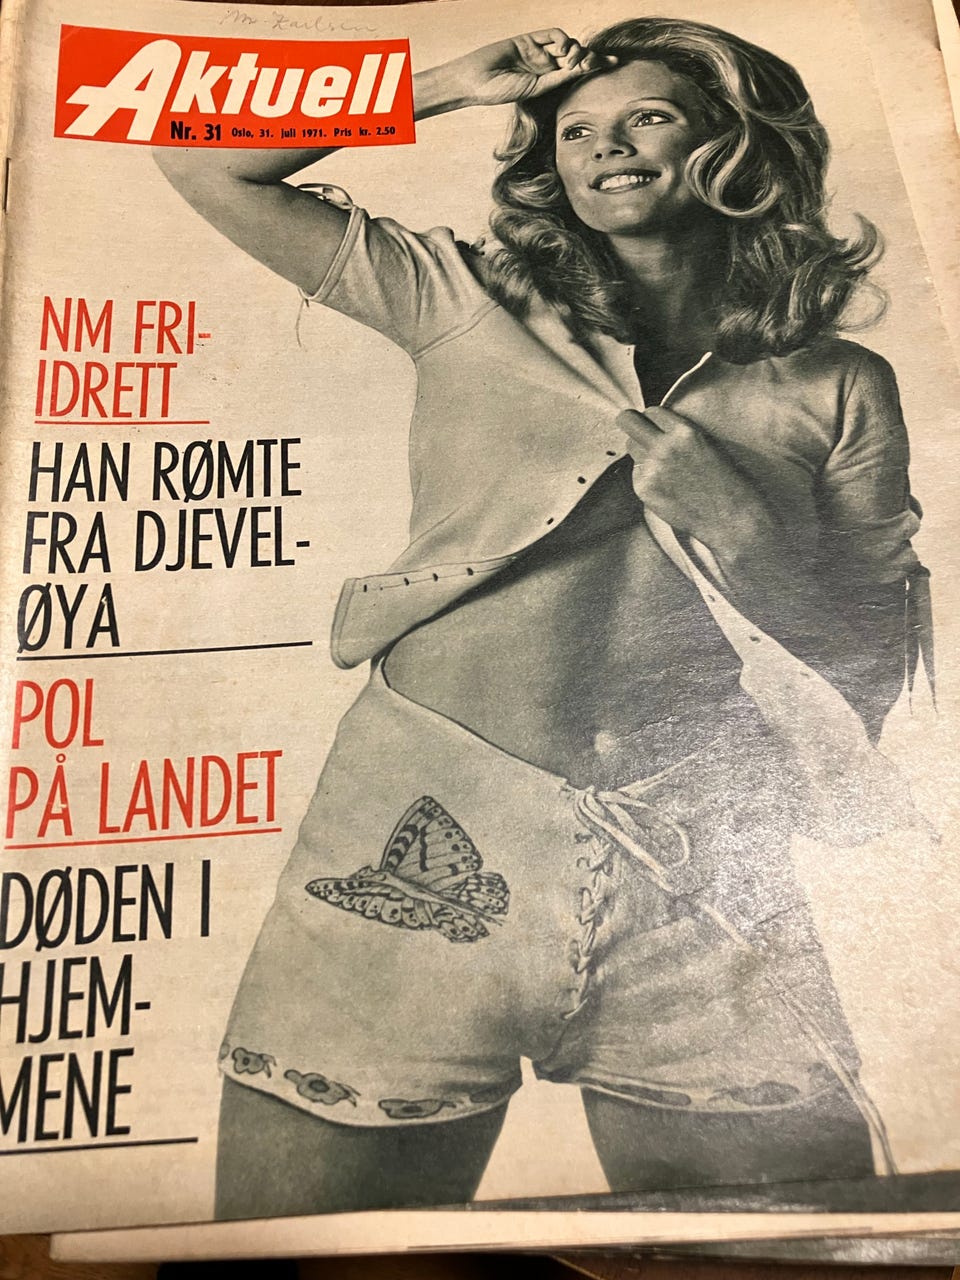 Aktuell
Nr. 31 Oslo, 31. juli 1971. Pris kr. 2.50
NM FRI-
IDRETT
HAN RØMTE
FRA DJEVEL-
ØYA
POL
PÅ LANDET
DØDEN I
HJEM-
MENE